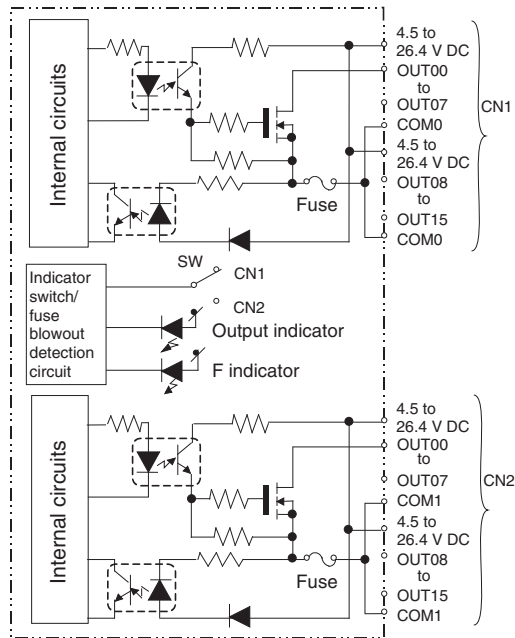 Internal circuits
4.5 to
26.4 V DC
OUT00
to
OUT07
COM0
4.5 to
26.4 V DC
OUT08
to
OUT15
COM0
CN1
Fuse
Indicator
switch/
fuse
blowout
detection
circuit
SW
CN1
CN2
Output indicator
F indicator
Internal circuits
4.5 to
26.4 V DC
OUT00
to
OUT07
COM1
4.5 to
26.4 V DC
OUT08
to
OUT15
COM1
CN2
Fuse
Internal circuits